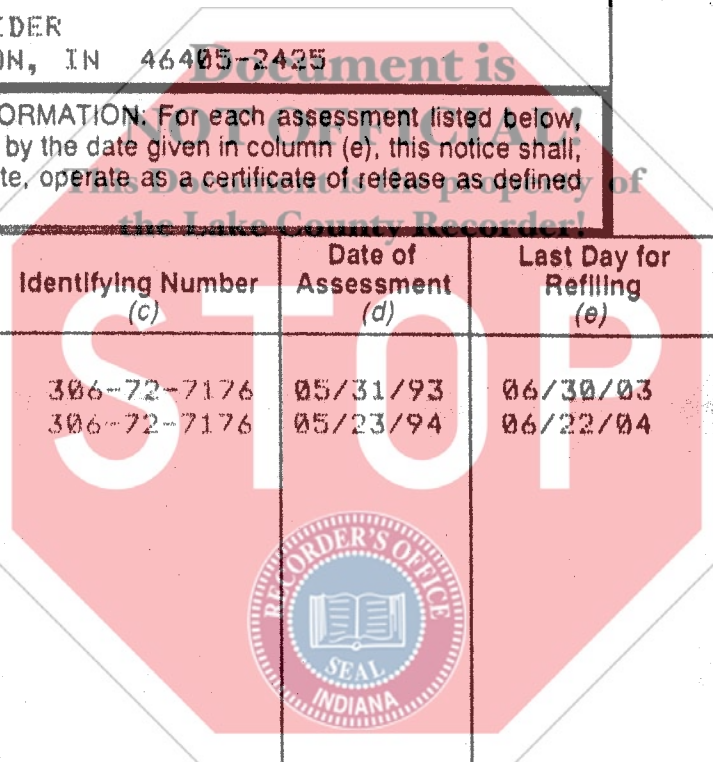 IDER
ON, IN 46405-2425
Document is
ORMATION: For each assessment listed below,
NOT OFFICIAL!
by the date given in column (e), this notice shall,
te, operate as a certificate of release as defined
This Document is the property of
the Lake County Recorder!
Identifying Number
(c)
Date of
Assessment
(d)
Last Day for
Refiling
(e)
306-72-7176 05/31/93 06/30/03
306-72-7176 05/23/94 06/22/04
STOP
RECORDER'S OFFICE
SEAL
INDIANA